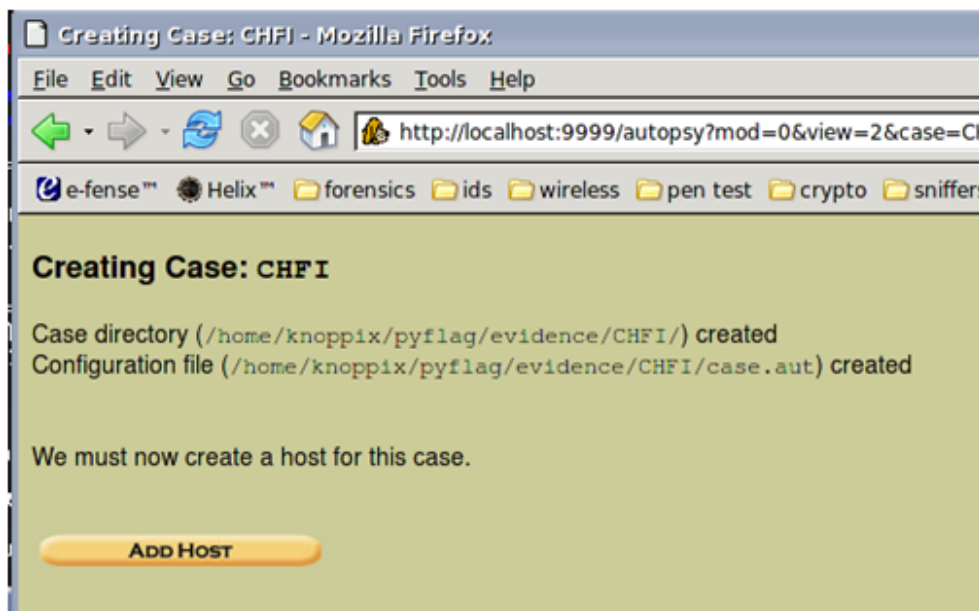 Creating Case: CHFI - Mozilla Firefox
File Edit View Go Bookmarks Tools Help
http://localhost:9999/autopsy?mod=0&view=2&case=CH
e-fense™ Helix™ forensics ids wireless pen test crypto sniffers
Creating Case: CHFI
Case directory (/home/knoppix/pyflag/evidence/CHFI/) created
Configuration file (/home/knoppix/pyflag/evidence/CHFI/case.aut) created
We must now create a host for this case.
ADD HOST